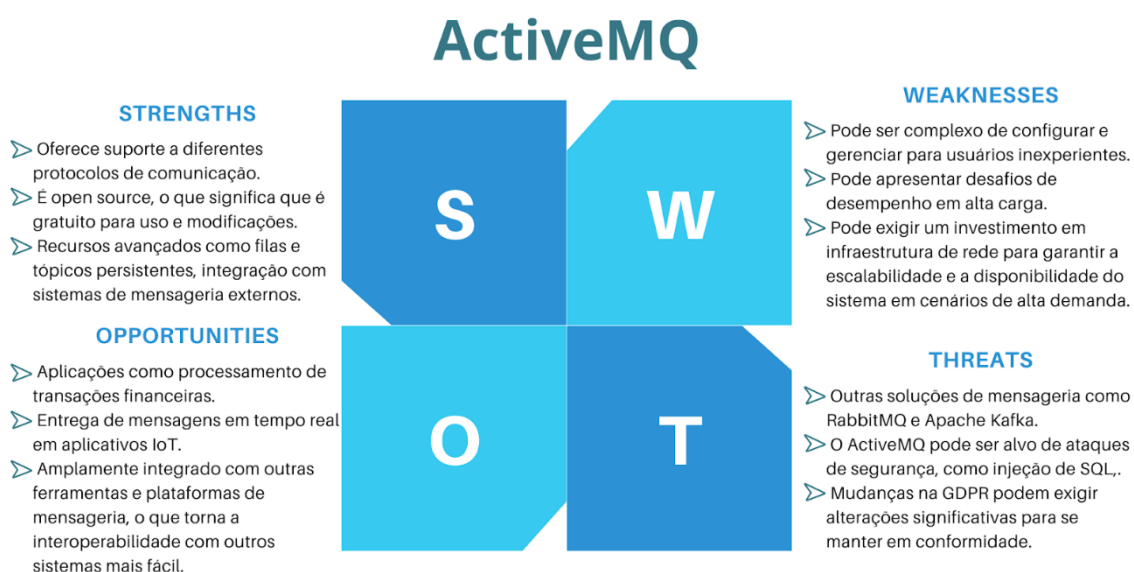 ActiveMQ
STRENGTHS
Oferece suporte a diferentes
protocolos de comunicação.
É open source, o que significa que é
gratuito para uso e modificações.
Recursos avançados como filas e
tópicos persistentes, integração com
sistemas de mensageria externos.
S
W
WEAKNESSES
Pode ser complexo de configurar e
gerenciar para usuários inexperientes.
Pode apresentar desafios de
desempenho em alta carga.
Pode exigir um investimento em
infraestrutura de rede para garantir a
escalabilidade e a disponibilidade do
sistema em cenários de alta demanda.
OPPORTUNITIES
Aplicações como processamento de
transações financeiras.
Entrega de mensagens em tempo real
em aplicativos IoT.
Amplamente integrado com outras
ferramentas e plataformas de
mensageria, o que torna a
interoperabilidade com outros
sistemas mais fácil.
O
T
THREATS
Outras soluções de mensageria como
RabbitMQ e Apache Kafka.
O ActiveMQ pode ser alvo de ataques
de segurança, como injeção de SQL,.
Mudanças na GDPR podem exigir
alterações significativas para se
manter em conformidade.